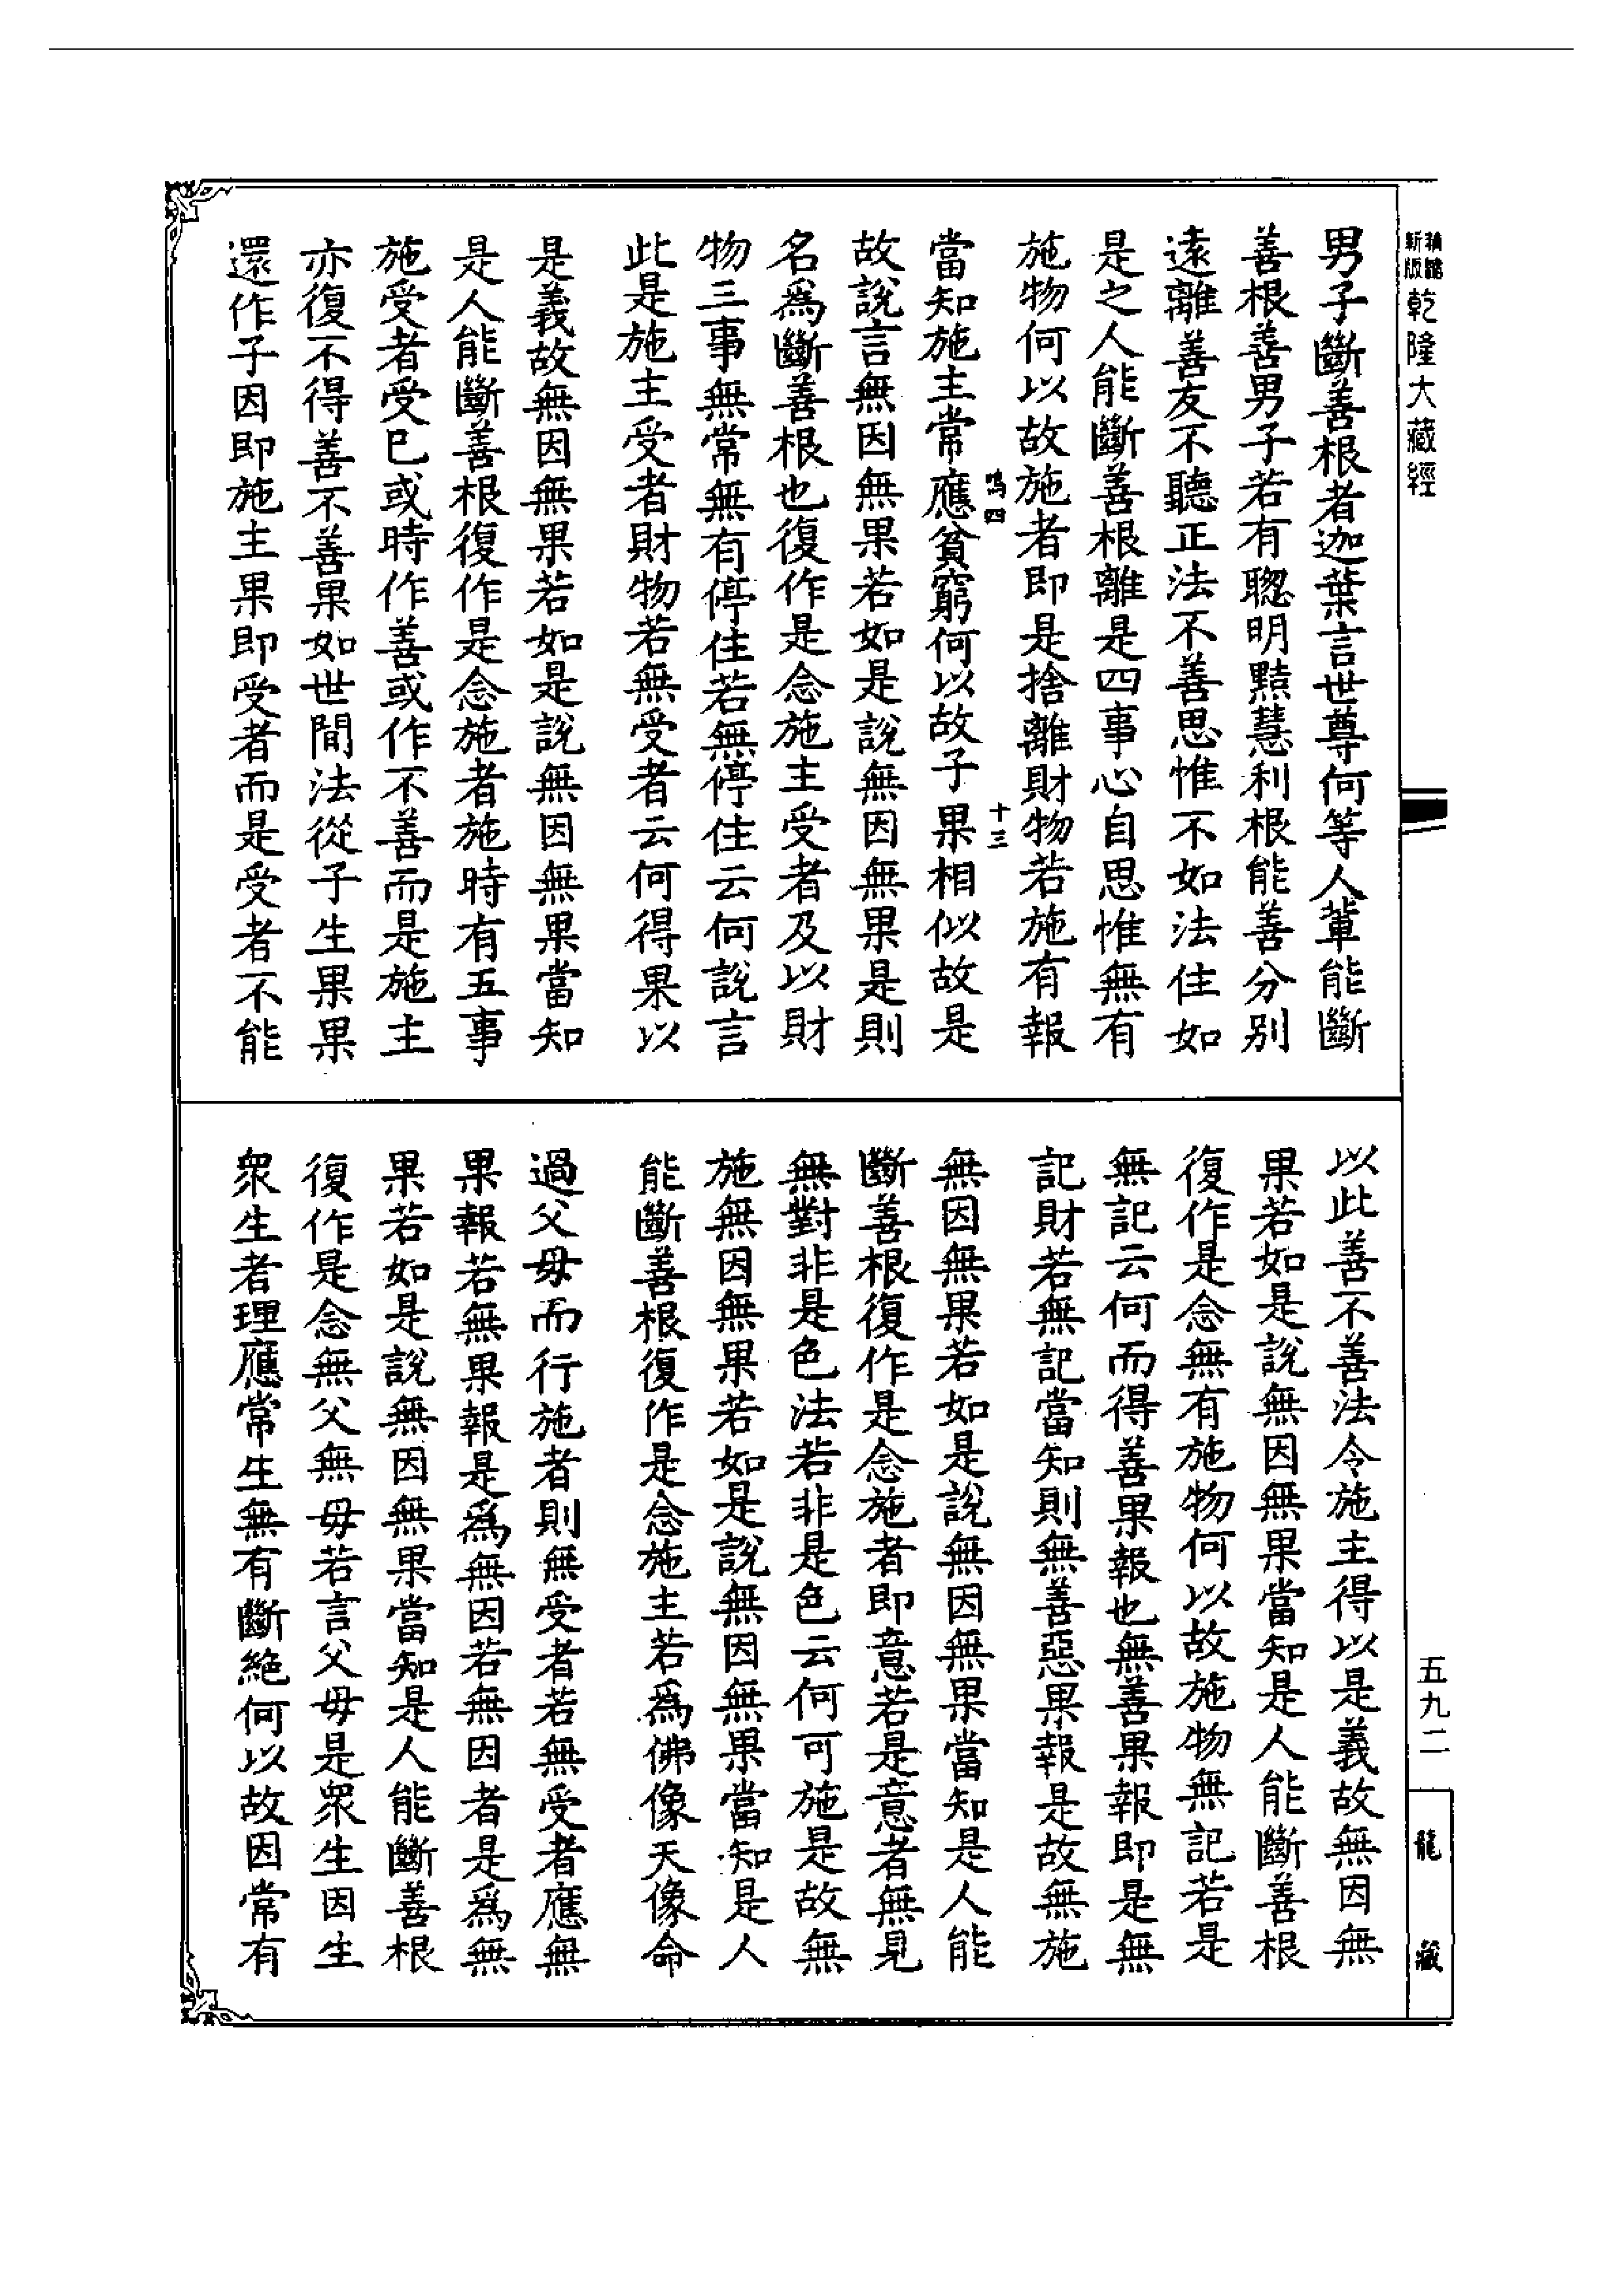 新版
乾隆大藏經
男子斷善根者迦葉言世尊何等人輩能斷
善根善男子若有聰明黠慧利根能善分別
遠離善友不聽正法不善思惟不如法住如
是之人能斷善根離是四事心自思惟無有
施物何以故施者即是捨離財物若施有報
鳴四
十三
當知施主常應貧窮何以故子果相似故是
故說言無因無果若如是說無因無果是則
名為斷善根也復作是念施主受者及以財
物三事無常無有停住若無停住云何說言
此是施主受者財物若無受者云何得果以
是義故無因無果若如是說無因無果當知
是人能斷善根復作是念施者施時有五事
施受者受已或時作善或作不善而是施主
亦復不得善不善果如世間法從子生果果
還作子因即施主果即受者而是受者不能
以此善不善法令施主得以是義故無因無
果若如是說無因無果當知是人能斷善根
復作是念無有施物何以故施物無記若是
無記云何而得善果報也無善果報即是無
記財若無記當知則無善惡果報是故無施
無因無果若如是說無因無果當知是人能
斷善根復作是念施者即意若是意者無見
無對非是色法若非是色云何可施是故無
施無因無果若如是說無因無果當知是人
能斷善根復作是念施主若為佛像天像命
過父母而行施者則無受者若無受者應無
果報若無果報是為無因若無因者是為無
果若如是說無因無果當知是人能斷善根
復作是念無父無母若言父母是眾生因生
眾生者理應常生無有斷絕何以故因常有
五九二
龍藏